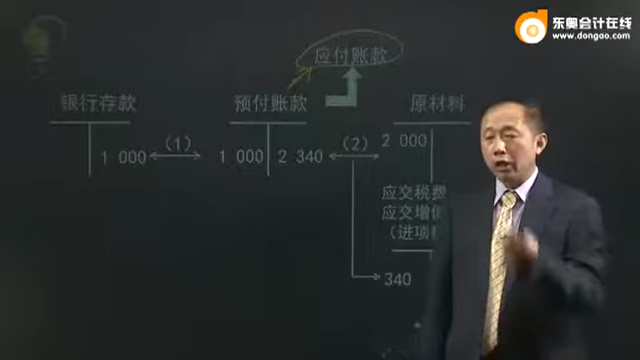 东奥会计在线
www.dongao.com
应付账款
银行存款 预付账款 原材料
1 000 (1) 1 000 2 340 (2) 2 000
应交税费
应交增值
(进项
340